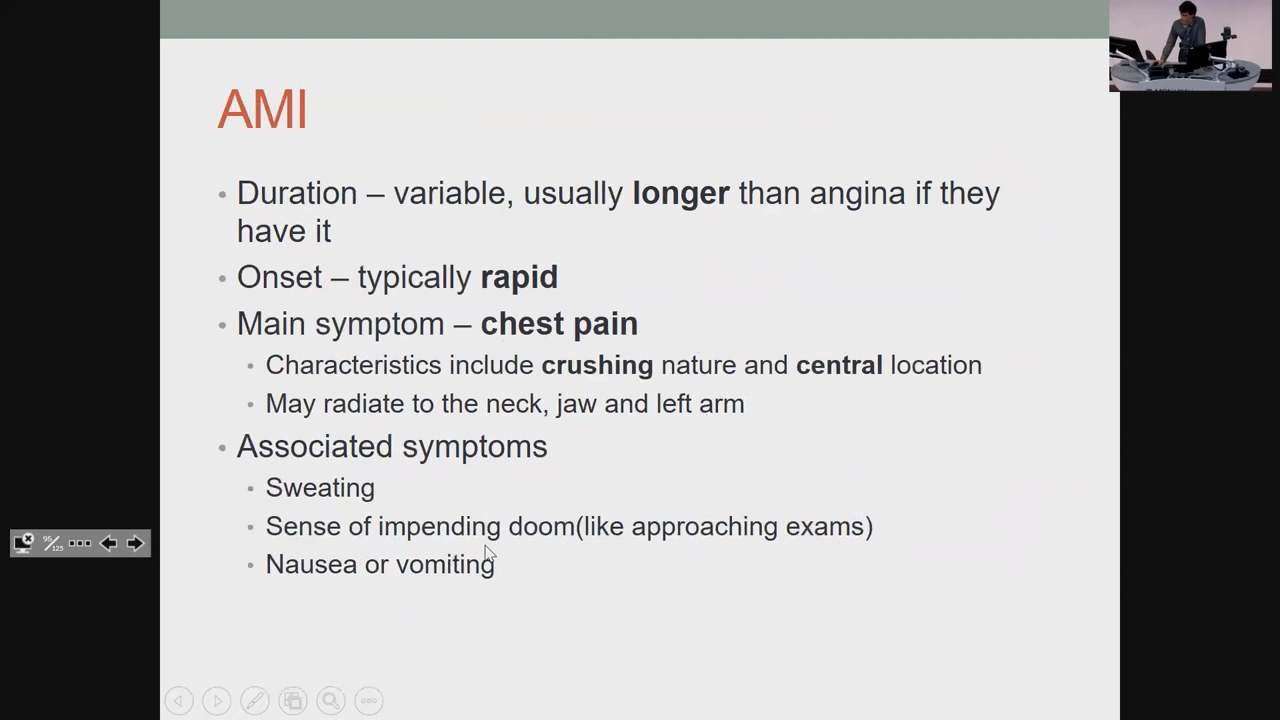 AMI
• Duration – variable, usually longer than angina if they
have it
• Onset – typically rapid
• Main symptom – chest pain
• Characteristics include crushing nature and central location
• May radiate to the neck, jaw and left arm
• Associated symptoms
• Sweating
• Sense of impending doom(like approaching exams)
• Nausea or vomiting
96/125